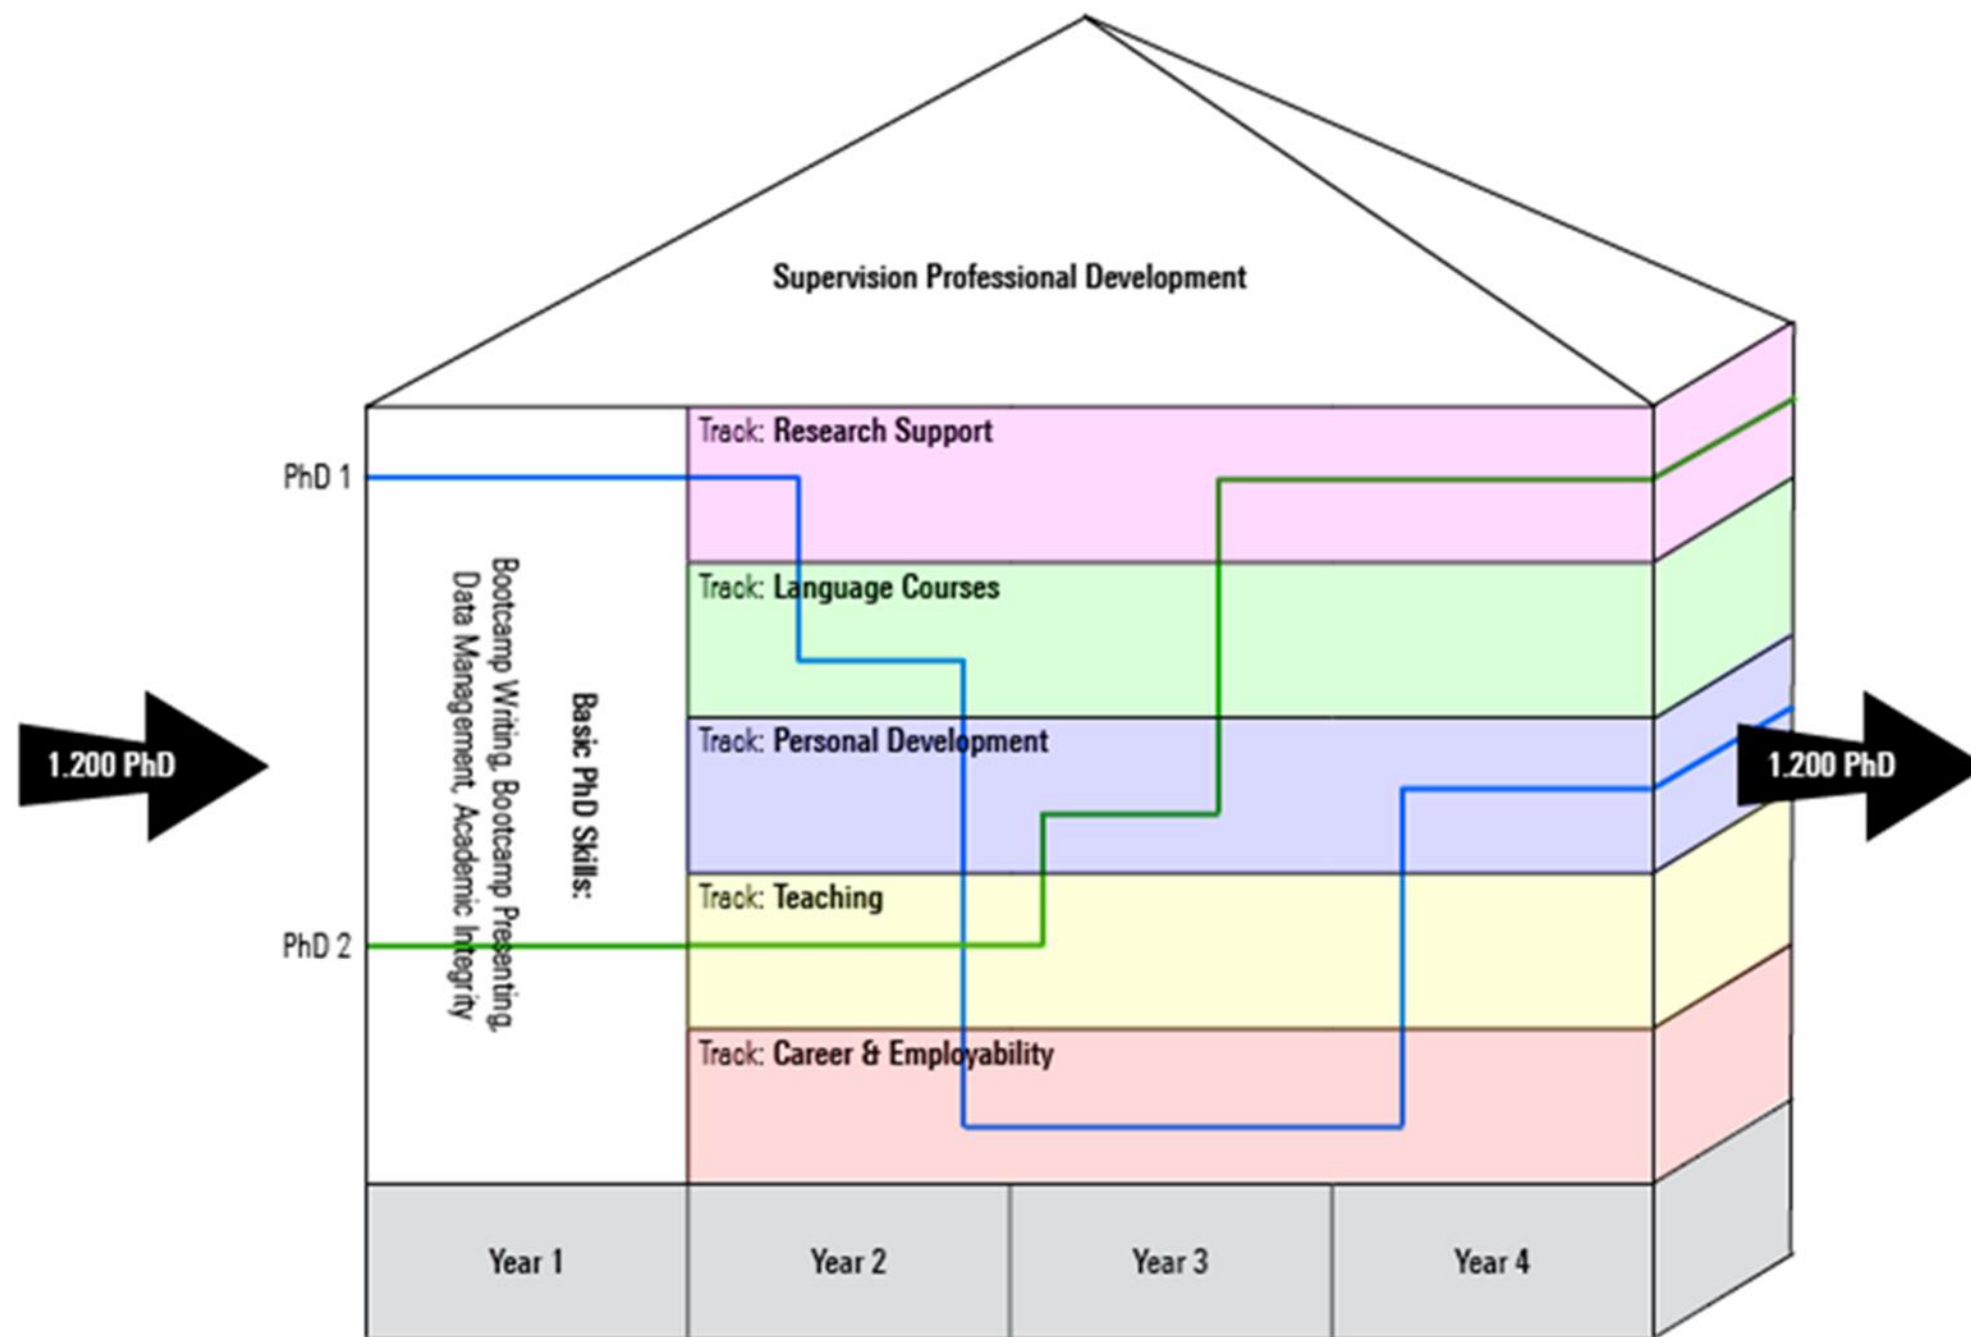 Supervision Professional Development
PhD 1
Track: Research Support
Track: Language Courses
Basic PhD Skills:
Bootcamp Writing, Bootcamp Presenting,
Data Management, Academic Integrity
Track: Personal Development
1.200 PhD
1.200 PhD
Track: Teaching
PhD 2
Track: Career & Employability
Year 1
Year 2
Year 3
Year 4